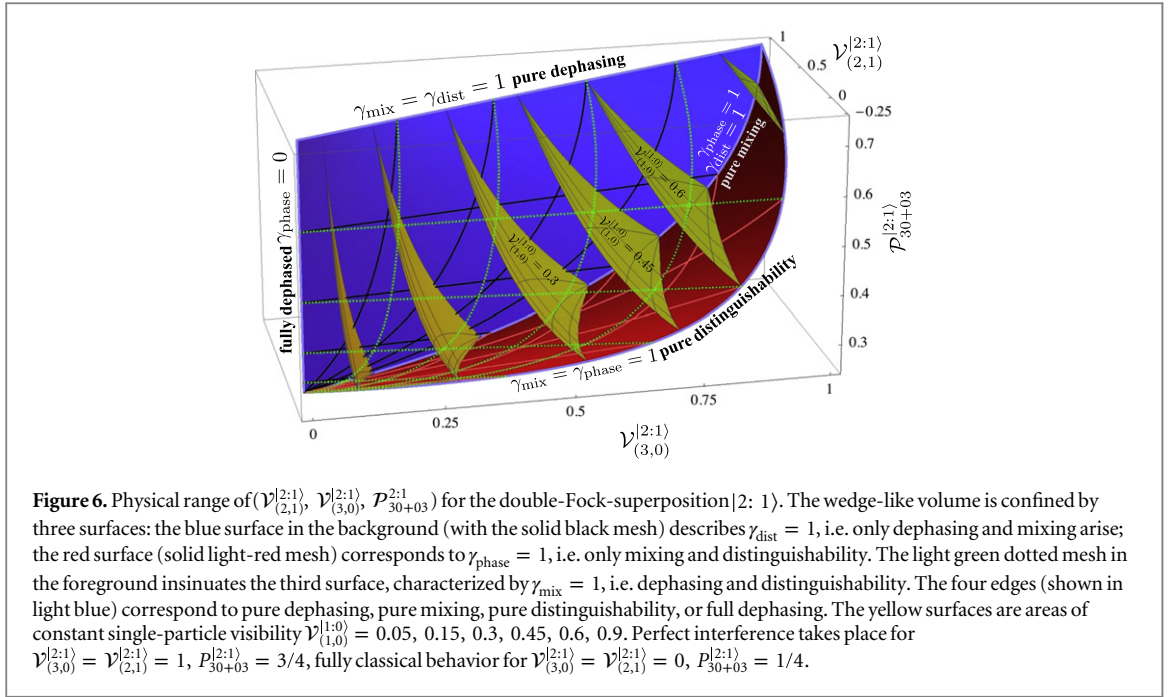 1
0.5
0
−0.25
𝒱^{|2:1⟩}_{(2,1)}
γ_mix = γ_dist = 1 pure dephasing
fully dephased γ_phase = 0
γ_phase = 1
γ_dist = 1
pure mixing
𝒱^{|1:0⟩}_{(1,0)} = 0.6
𝒱^{|1:0⟩}_{(1,0)} = 0.45
𝒱^{|1:0⟩}_{(1,0)} = 0.3
0.7
0.6
0.5
0.4
0.3
𝒫^{|2:1⟩}_{30+03}
γ_mix = γ_phase = 1 pure distinguishability
0
0.25
0.5
0.75
1
𝒱^{|2:1⟩}_{(3,0)}
Figure 6. Physical range of (𝒱^{|2:1⟩}_{(2,1)}, 𝒱^{|2:1⟩}_{(3,0)}, 𝒫^{2:1}_{30+03}) for the double-Fock-superposition |2: 1⟩. The wedge-like volume is confined by
three surfaces: the blue surface in the background (with the solid black mesh) describes γ_dist = 1, i.e. only dephasing and mixing arise;
the red surface (solid light-red mesh) corresponds to γ_phase = 1, i.e. only mixing and distinguishability. The light green dotted mesh in
the foreground insinuates the third surface, characterized by γ_mix = 1, i.e. dephasing and distinguishability. The four edges (shown in
light blue) correspond to pure dephasing, pure mixing, pure distinguishability, or full dephasing. The yellow surfaces are areas of
constant single-particle visibility 𝒱^{|1:0⟩}_{(1,0)} = 0.05, 0.15, 0.3, 0.45, 0.6, 0.9. Perfect interference takes place for
𝒱^{|2:1⟩}_{(3,0)} = 𝒱^{|2:1⟩}_{(2,1)} = 1, P^{|2:1⟩}_{30+03} = 3/4, fully classical behavior for 𝒱^{|2:1⟩}_{(3,0)} = 𝒱^{|2:1⟩}_{(2,1)} = 0, P^{|2:1⟩}_{30+03} = 1/4.